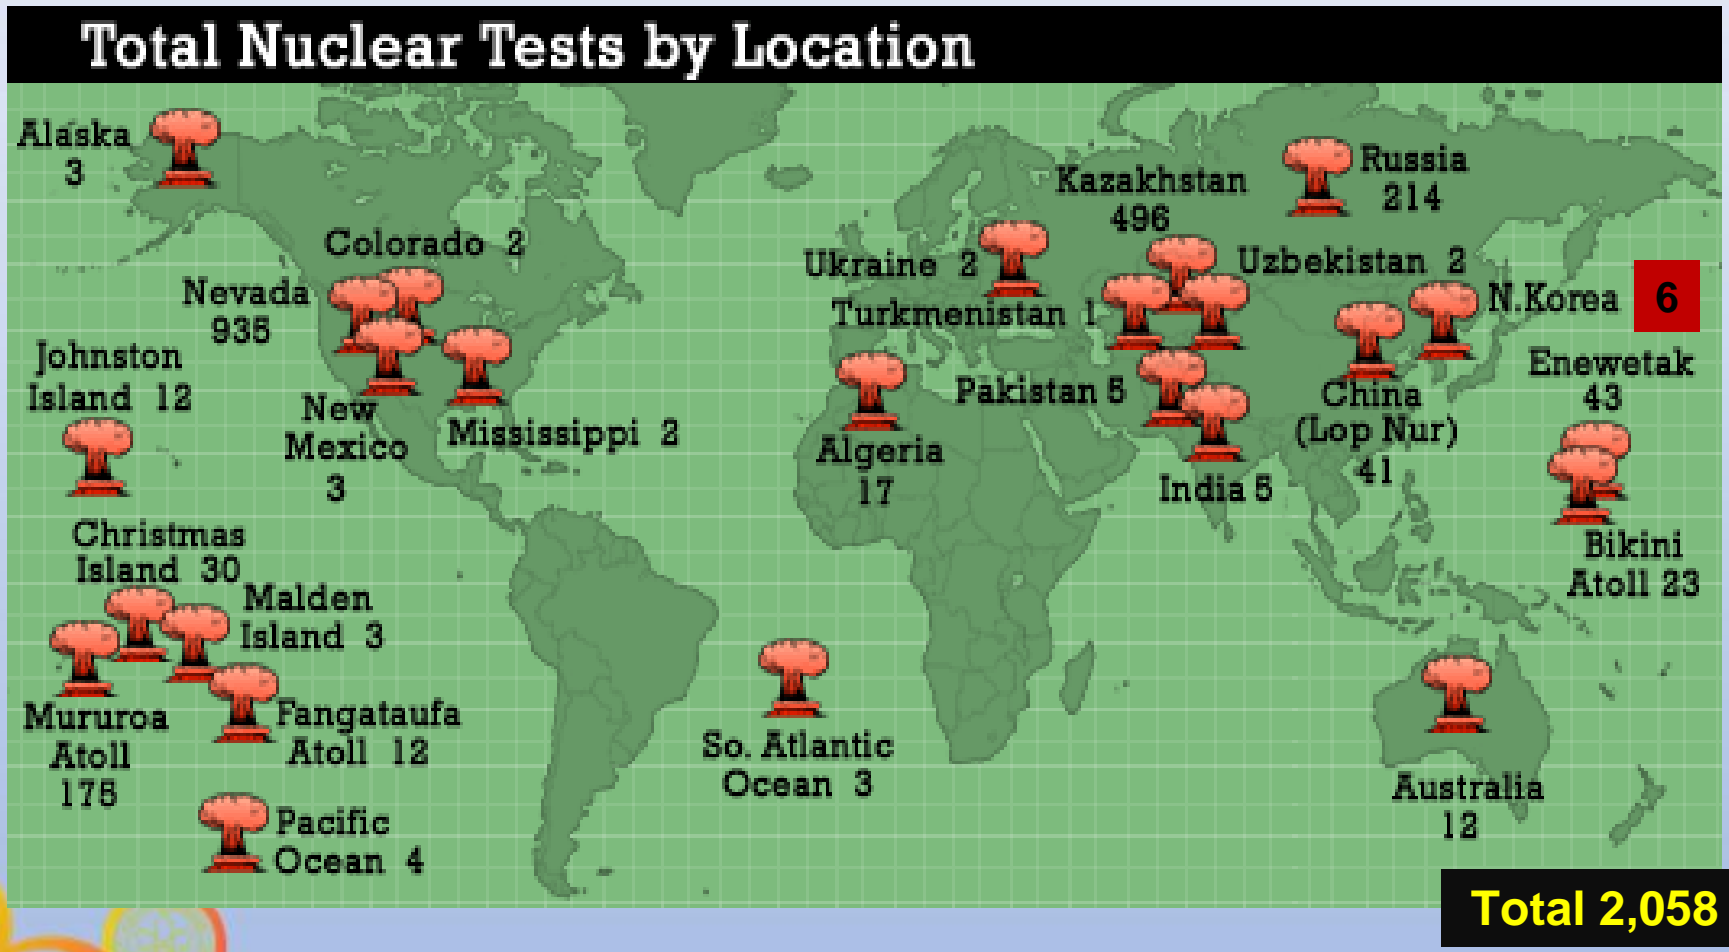 Total Nuclear Tests by Location
Alaska
3
Colorado 2
Nevada
935
Johnston
Island 12
New
Mexico
3
Mississippi 2
Christmas
Island 30
Malden
Island 3
Mururoa
Atoll
175
Fangataufa
Atoll 12
Pacific
Ocean 4
So. Atlantic
Ocean 3
Algeria
17
Ukraine 2
Turkmenistan 1
Kazakhstan
496
Uzbekistan 2
Russia
214
Pakistan 5
India 5
China
(Lop Nur)
41
N.Korea 6
Enewetak
43
Bikini
Atoll 23
Australia
12
Total 2,058